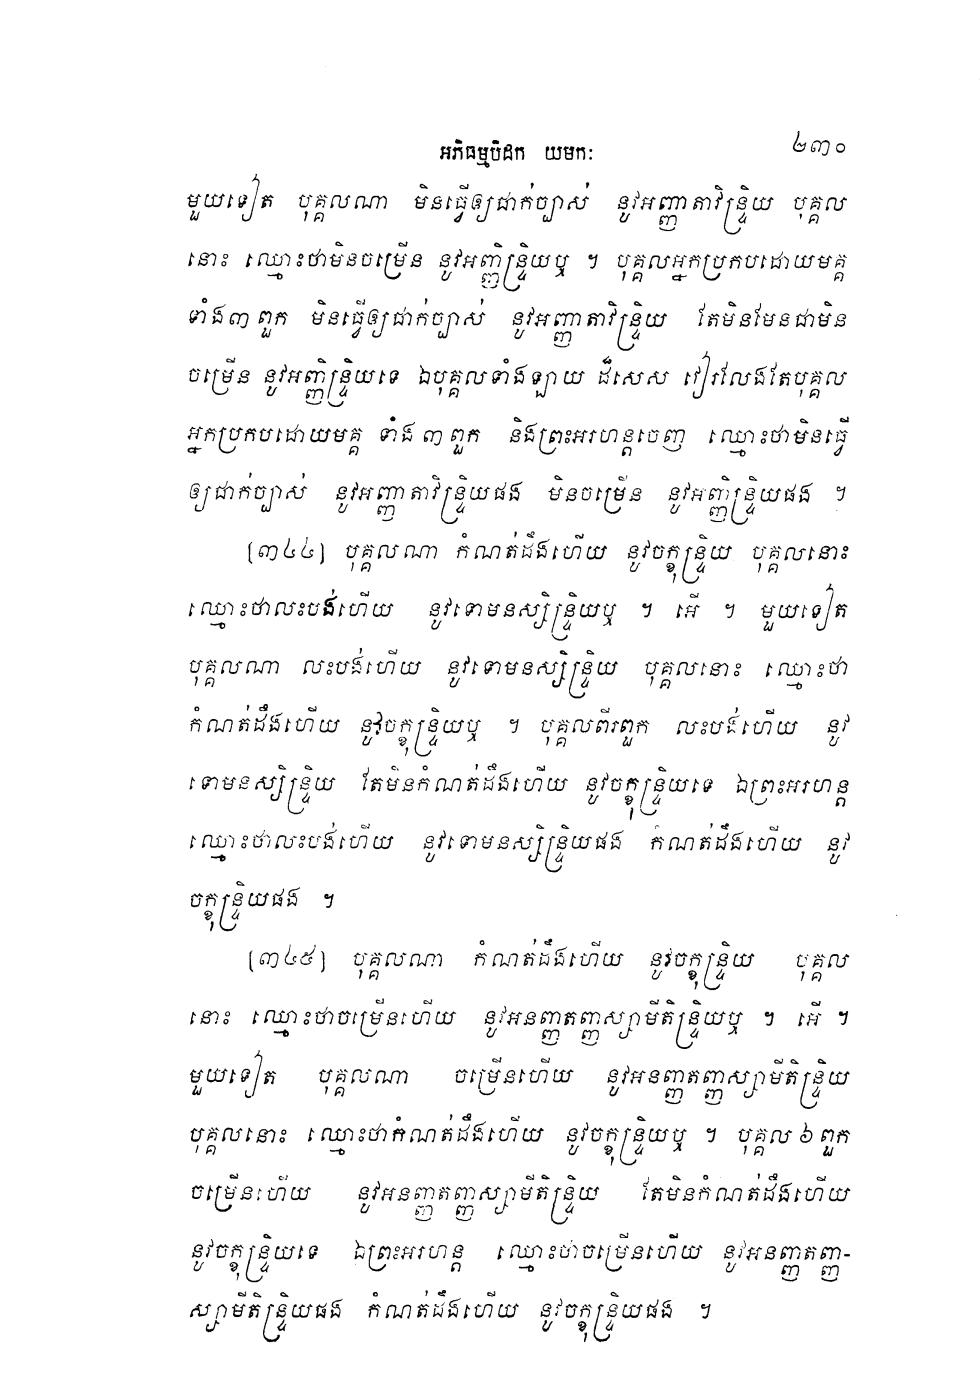 អភិធម្មបិដក យមកៈ ២៣០
មួយទៀត បុគ្គលណា មិនធ្វើឲ្យជាក់ច្បាស់ នូវអញ្ញាតាវិន្ទ្រិយ បុគ្គល
នោះ ឈ្មោះថាមិនចម្រើន នូវអញ្ញិន្ទ្រិយឬ ។ បុគ្គលអ្នកប្រកបដោយមគ្គ
ទាំង៣ពួក មិនធ្វើឲ្យជាក់ច្បាស់ នូវអញ្ញាតាវិន្ទ្រិយ តែមិនមែនជាមិន
ចម្រើន នូវអញ្ញិន្ទ្រិយទេ ឯបុគ្គលទាំងឡាយ ដ៏សេស វៀរលែងតែបុគ្គល
អ្នកប្រកបដោយមគ្គ ទាំង ៣ ពួក និងព្រះអរហន្តចេញ ឈ្មោះថាមិនធ្វើ
ឲ្យជាក់ច្បាស់ នូវអញ្ញាតាវិន្ទ្រិយផង មិនចម្រើន នូវអញ្ញិន្ទ្រិយផង ។
(៣៤៤) បុគ្គលណា កំណត់ដឹងហើយ នូវចក្ខុន្ទ្រិយ បុគ្គលនោះ
ឈ្មោះថាលះបង់ហើយ នូវទោមនស្សិន្ទ្រិយឬ ។ អើ ។ មួយទៀត
បុគ្គលណា លះបង់ហើយ នូវទោមនស្សិន្ទ្រិយ បុគ្គលនោះ ឈ្មោះថា
កំណត់ដឹងហើយ នូវចក្ខុន្ទ្រិយឬ ។ បុគ្គលពីរពួក លះបង់ហើយ នូវ
ទោមនស្សិន្ទ្រិយ តែមិនកំណត់ដឹងហើយ នូវចក្ខុន្ទ្រិយទេ ឯព្រះអរហន្ត
ឈ្មោះថាលះបង់ហើយ នូវទោមនស្សិន្ទ្រិយផង កំណត់ដឹងហើយ នូវ
ចក្ខុន្ទ្រិយផង ។
(៣៤៥) បុគ្គលណា កំណត់ដឹងហើយ នូវចក្ខុន្ទ្រិយ បុគ្គល
នោះ ឈ្មោះថាចម្រើនហើយ នូវអនញ្ញាតញ្ញស្សាមីតិន្ទ្រិយឬ ។ អើ ។
មួយទៀត បុគ្គលណា ចម្រើនហើយ នូវអនញ្ញាតញ្ញស្សាមីតិន្ទ្រិយ
បុគ្គលនោះ ឈ្មោះថាកំណត់ដឹងហើយ នូវចក្ខុន្ទ្រិយឬ ។ បុគ្គល ៦ ពួក
ចម្រើនហើយ នូវអនញ្ញាតញ្ញស្សាមីតិន្ទ្រិយ តែមិនកំណត់ដឹងហើយ
នូវចក្ខុន្ទ្រិយទេ ឯព្រះអរហន្ត ឈ្មោះថាចម្រើនហើយ នូវអនញ្ញាតញ្ញ-
ស្សាមីតិន្ទ្រិយផង កំណត់ដឹងហើយ នូវចក្ខុន្ទ្រិយផង ។